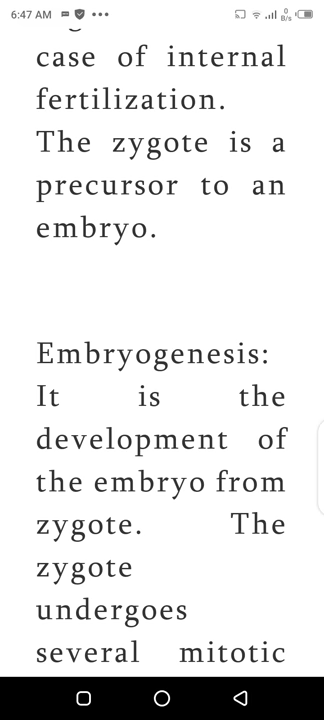 6:47 AM
0
B/s
case of internal
fertilization.
The zygote is a
precursor to an
embryo.
Embryogenesis:
It is the
development of
the embryo from
zygote. The
zygote
undergoes
several mitotic